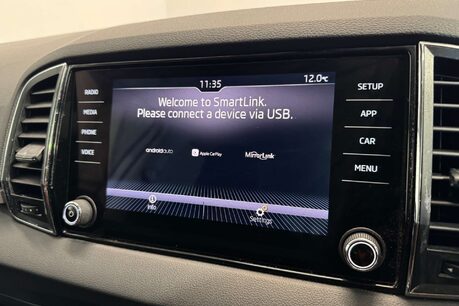 11:35
12.0°C
RADIO
MEDIA
PHONE
VOICE
Welcome to SmartLink.
Please connect a device via USB.
androidauto
Apple CarPlay
MirrorLink
Info
Settings
SETUP
APP
CAR
MENU